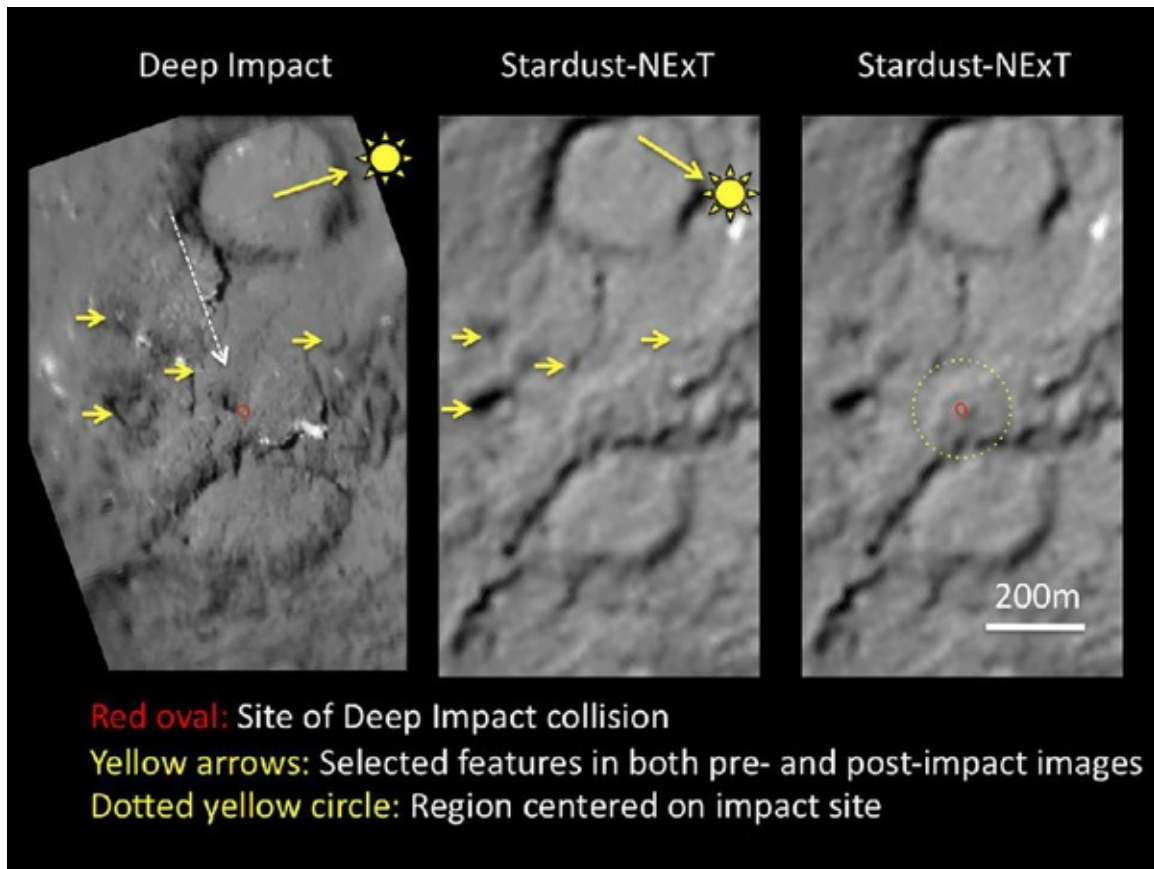 Deep Impact
Stardust-NExT
Stardust-NExT
200m
Red oval: Site of Deep Impact collision
Yellow arrows: Selected features in both pre- and post-impact images
Dotted yellow circle: Region centered on impact site